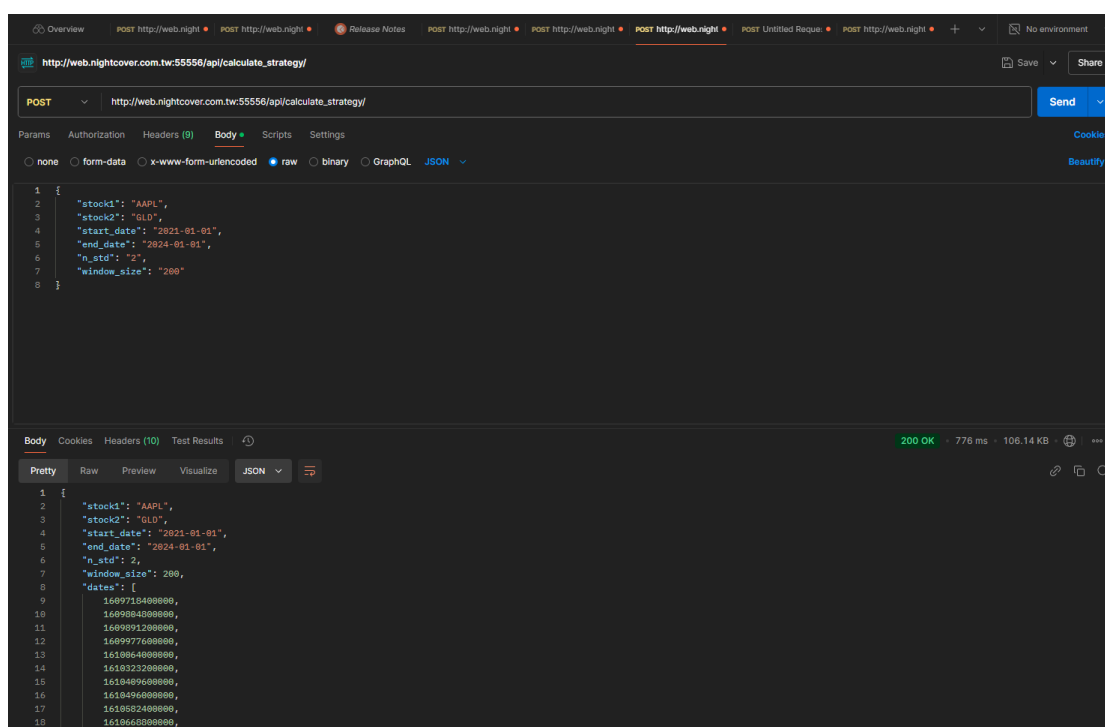 Overview POST http://web.night POST http://web.night Release Notes POST http://web.night POST http://web.night POST http://web.night POST Untitled Reque: POST http://web.night + No environment
HTTP http://web.nightcover.com.tw:55556/api/calculate_strategy/ Save Share
POST http://web.nightcover.com.tw:55556/api/calculate_strategy/ Send
Params Authorization Headers (9) Body Scripts Settings Cookie
none form-data x-www-form-urlencoded raw binary GraphQL JSON Beautify
1 {
2 "stock1": "AAPL",
3 "stock2": "GLD",
4 "start_date": "2021-01-01",
5 "end_date": "2024-01-01",
6 "n_std": "2",
7 "window_size": "200"
8 }
Body Cookies Headers (10) Test Results 200 OK 776 ms 106.14 KB
Pretty Raw Preview Visualize JSON
1 {
2 "stock1": "AAPL",
3 "stock2": "GLD",
4 "start_date": "2021-01-01",
5 "end_date": "2024-01-01",
6 "n_std": 2,
7 "window_size": 200,
8 "dates": [
9 1609718400000,
10 1609804800000,
11 1609891200000,
12 1609977600000,
13 1610064000000,
14 1610323200000,
15 1610409600000,
16 1610496000000,
17 1610582400000,
18 1610668800000,